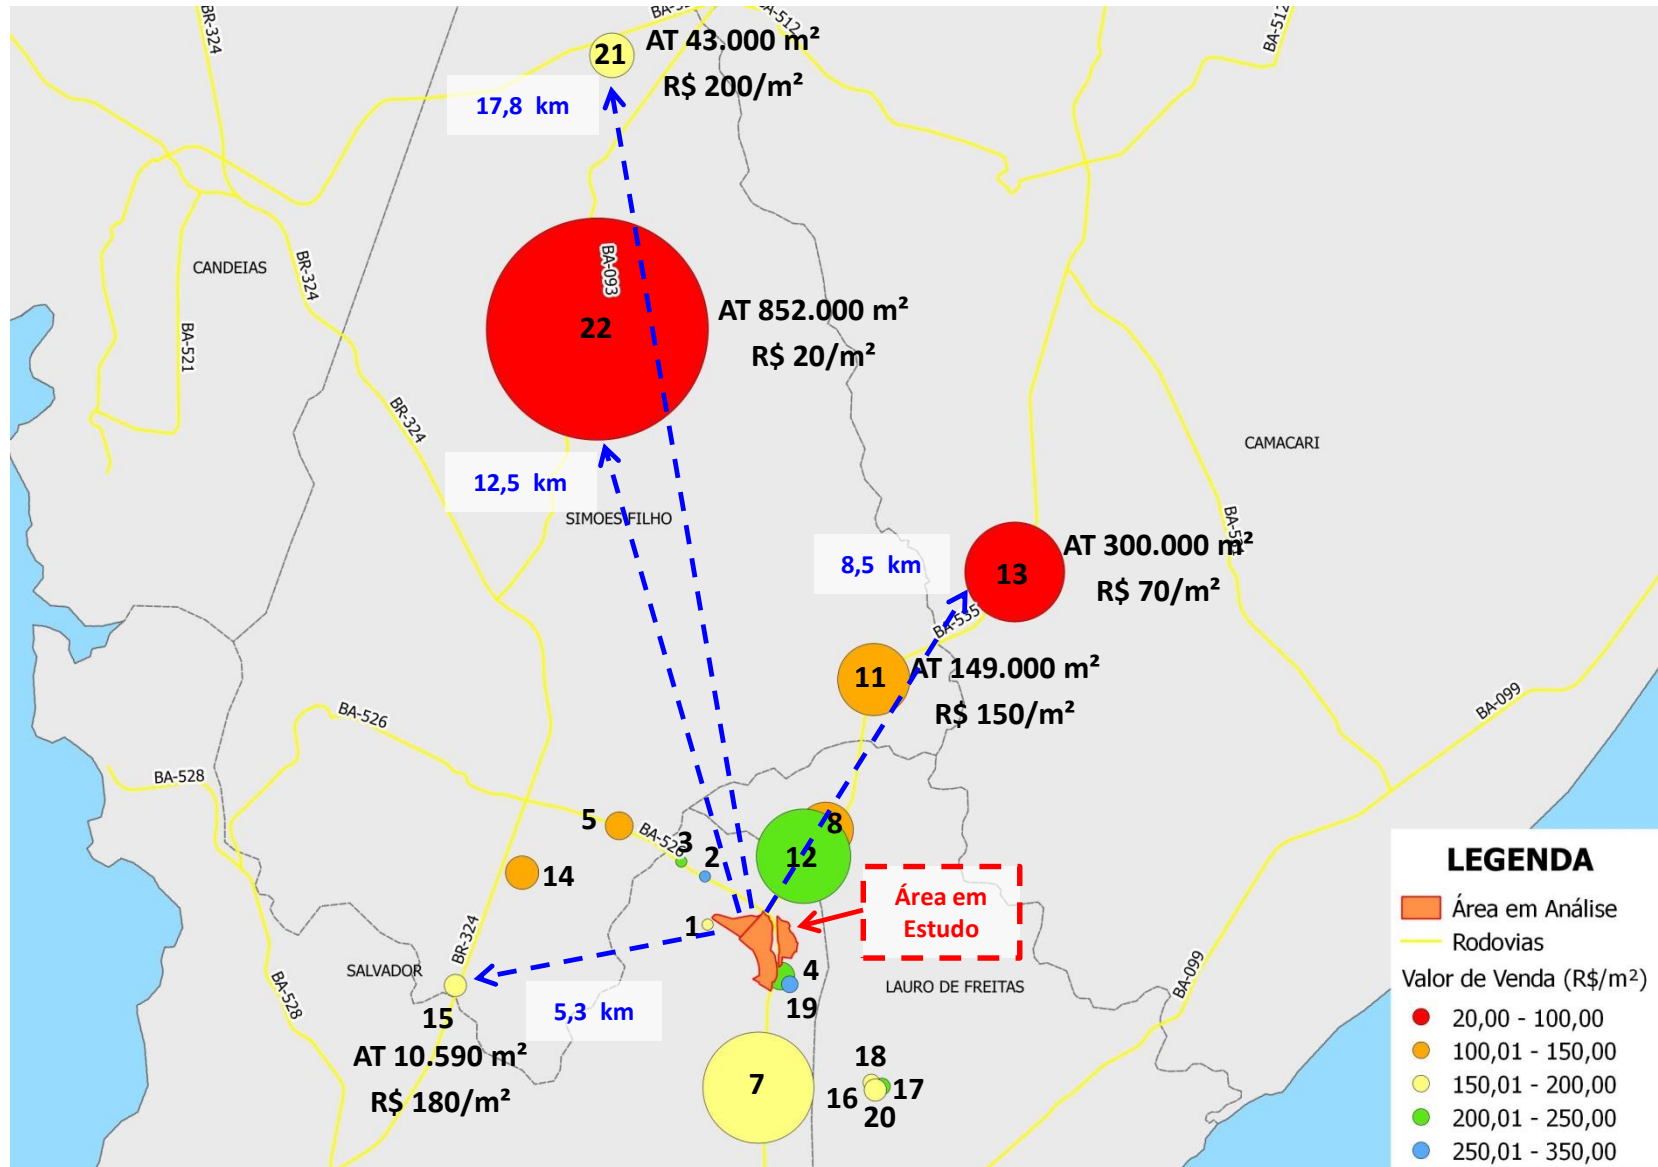 BR-324
BA-512
BA-512
21
AT 43.000 m²
R$ 200/m²
17,8 km
CANDEIAS
BR-324
BA-093
BA-521
22
AT 852.000 m²
R$ 20/m²
BR-324
12,5 km
SIMOES FILHO
CAMACARI
8,5 km
13
AT 300.000 m²
R$ 70/m²
BA-535
11
AT 149.000 m²
R$ 150/m²
BA-526
BA-528
BA-099
5
BA-526
3
2
8
12
14
1
Área em
Estudo
BR-324
SALVADOR
4
19
LAURO DE FREITAS
BA-099
BA-528
15
5,3 km
AT 10.590 m²
R$ 180/m²
7
18
16
17
20
LEGENDA
Área em Análise
Rodovias
Valor de Venda (R$/m²)
20,00 - 100,00
100,01 - 150,00
150,01 - 200,00
200,01 - 250,00
250,01 - 350,00